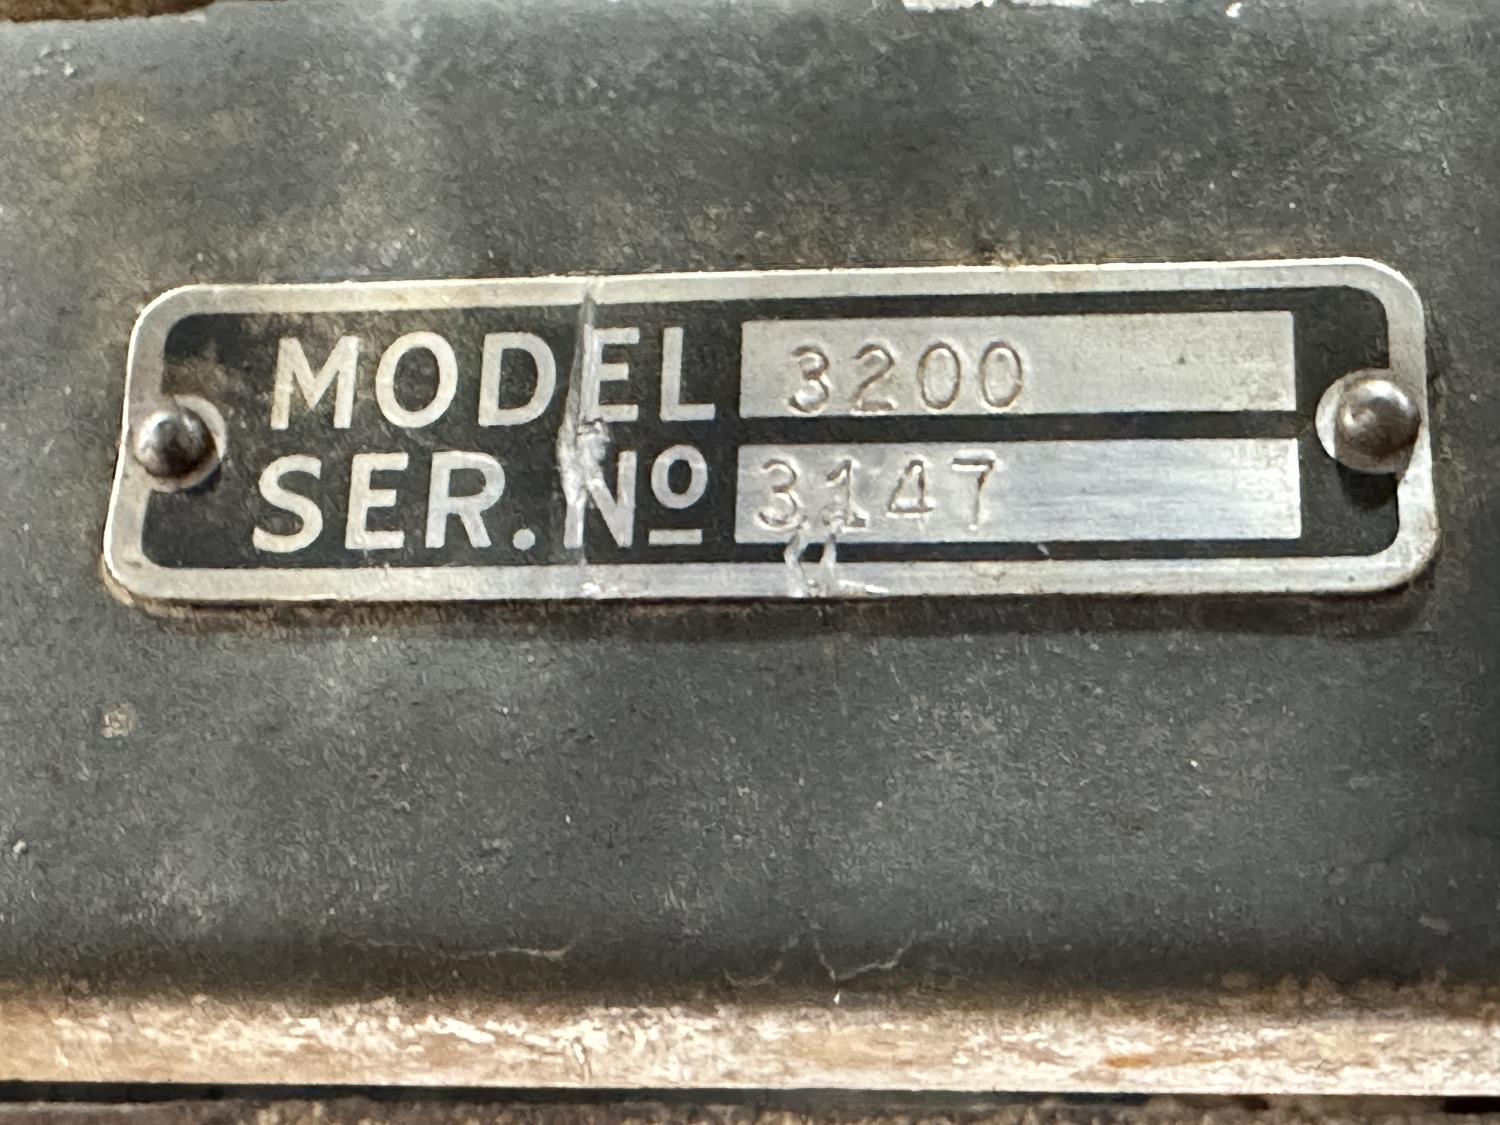 MODEL 3200
SER. Nº 3147